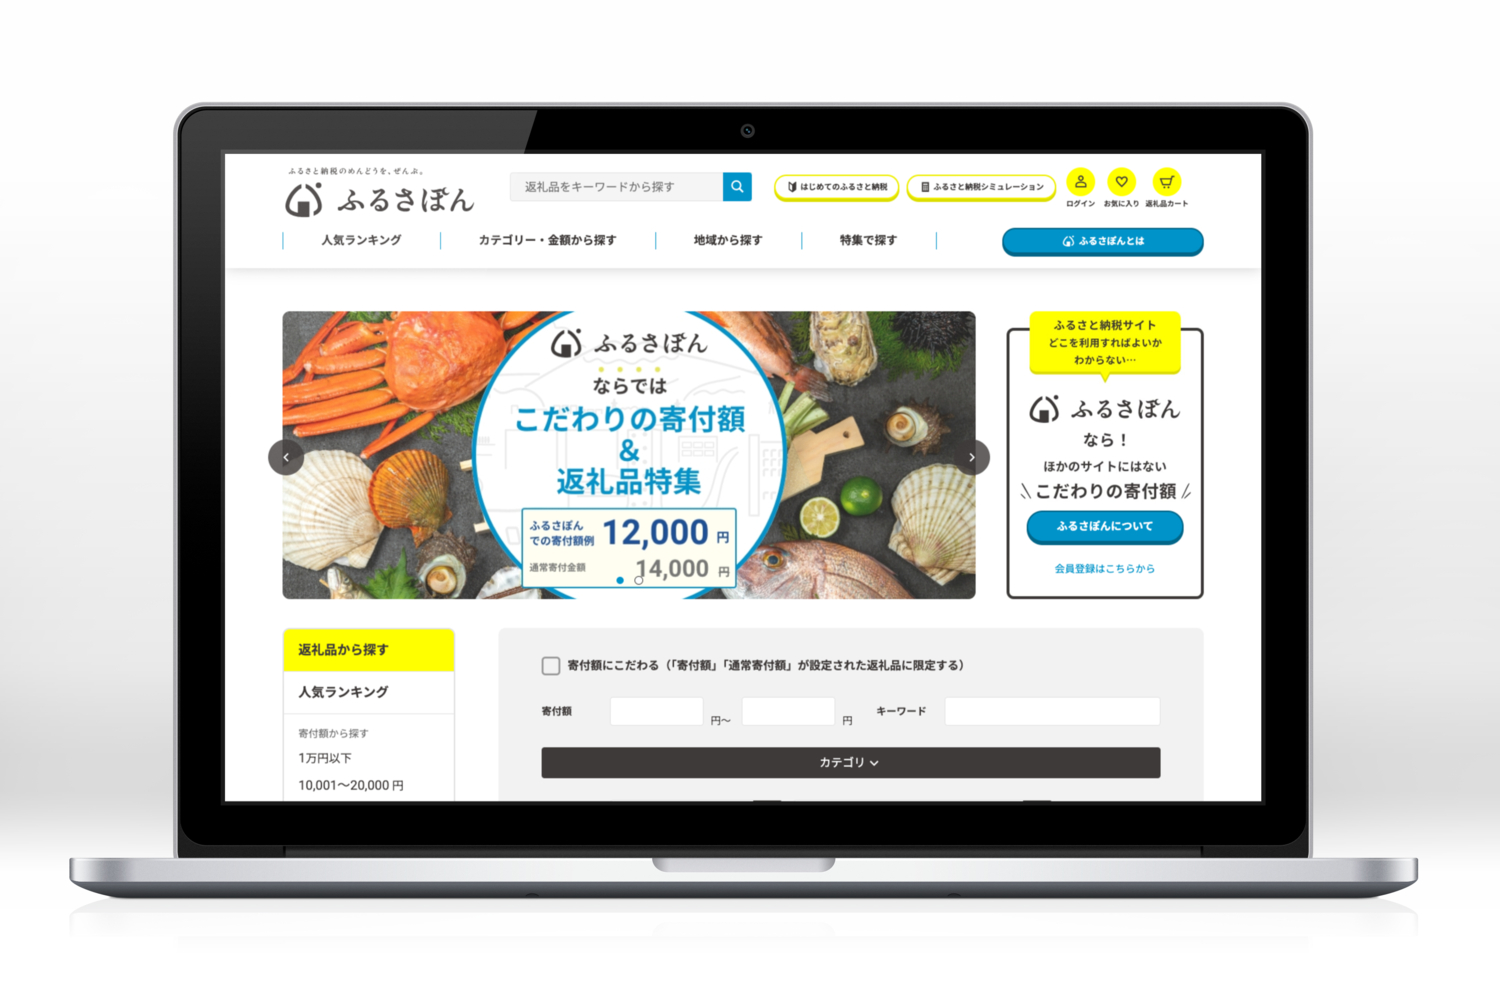 ふるさと納税のめんどうを、ぜんぶ。
ふるさぽん
返礼品をキーワードから探す
はじめてのふるさと納税
ふるさと納税シミュレーション
ログイン
お気に入り
返礼品カート
人気ランキング
カテゴリー・金額から探す
地域から探す
特集で探す
ふるさぽんとは
ふるさぽん
ならでは
こだわりの寄付額
&
返礼品特集
ふるさぽん
での寄付額例
12,000 円
通常寄付金額
14,000 円
ふるさと納税サイト
どこを利用すればよいか
わからない…
ふるさぽん
なら！
ほかのサイトにはない
こだわりの寄付額
ふるさぽんについて
会員登録はこちらから
返礼品から探す
人気ランキング
寄付額から探す
1万円以下
10,001〜20,000 円
寄付額にこだわる（「寄付額」「通常寄付額」が設定された返礼品に限定する）
寄付額
円〜
円
キーワード
カテゴリ